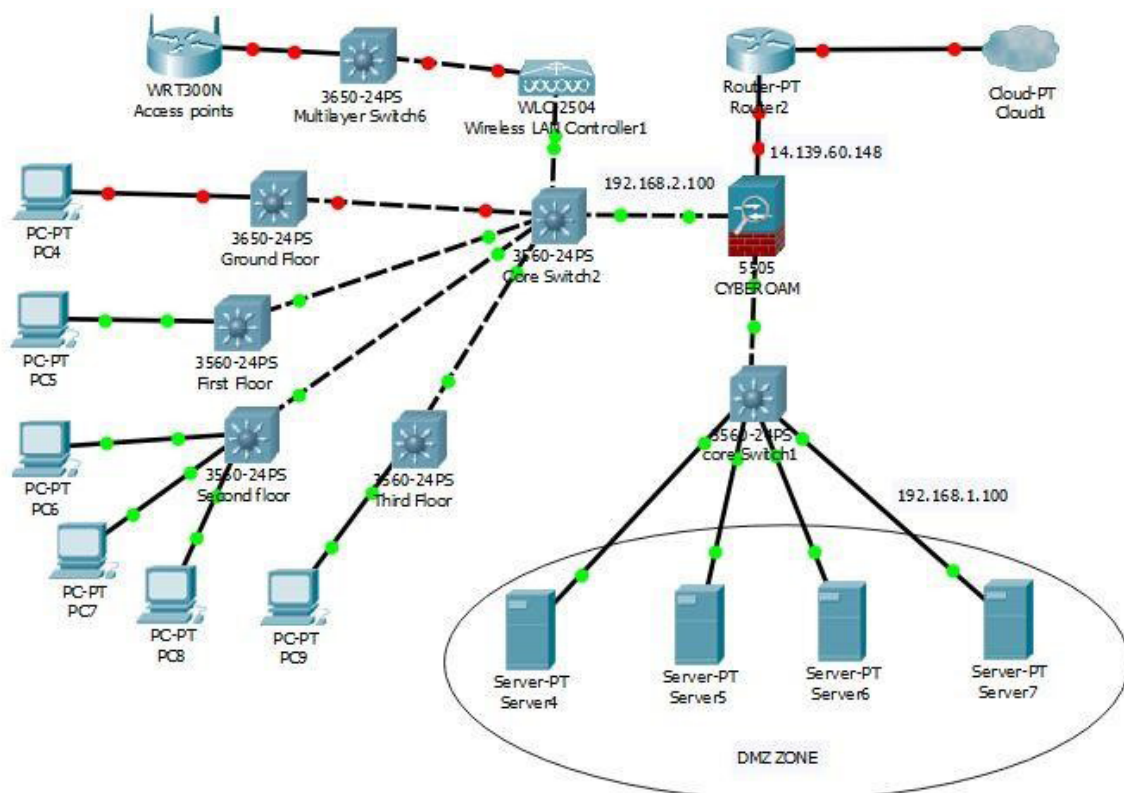 WRT300N
Access points
3650-24PS
Multilayer Switch6
WLC-2504
Wireless LAN Controller1
Router-PT
Router2
Cloud-PT
Cloud1
14.139.60.148
192.168.2.100
PC-PT
PC4
3650-24PS
Ground Floor
3560-24PS
Core Switch2
5505
CYBEROAM
PC-PT
PC5
3560-24PS
First Floor
PC-PT
PC6
3560-24PS
Second floor
3560-24PS
Third Floor
3560-24PS
core Switch1
192.168.1.100
PC-PT
PC7
PC-PT
PC8
PC-PT
PC9
Server-PT
Server4
Server-PT
Server5
Server-PT
Server6
Server-PT
Server7
DMZ ZONE